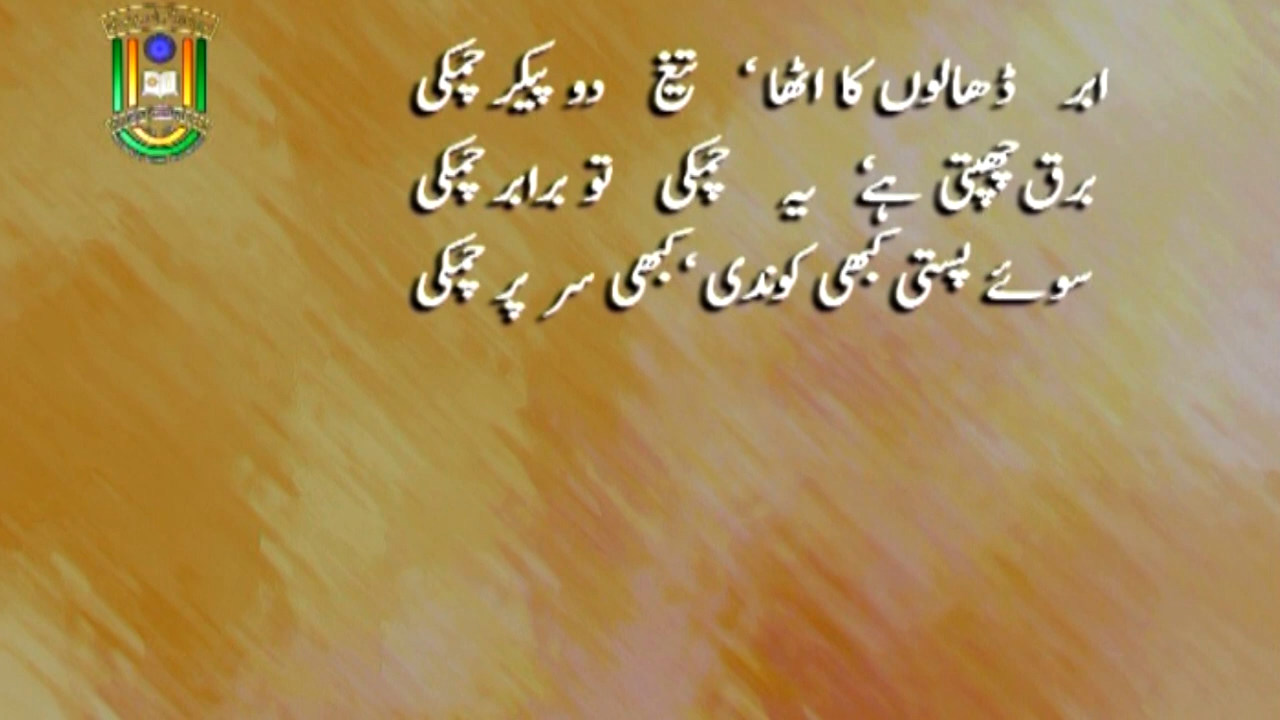 ابر ڈھالوں کا اٹھا‘ تیغ دو پیکر چمکی
برق چھپتی ہے‘ یہ چمکی تو برابر چمکی
سوئے پستی کبھی کوندی‘ کبھی سر پر چمکی